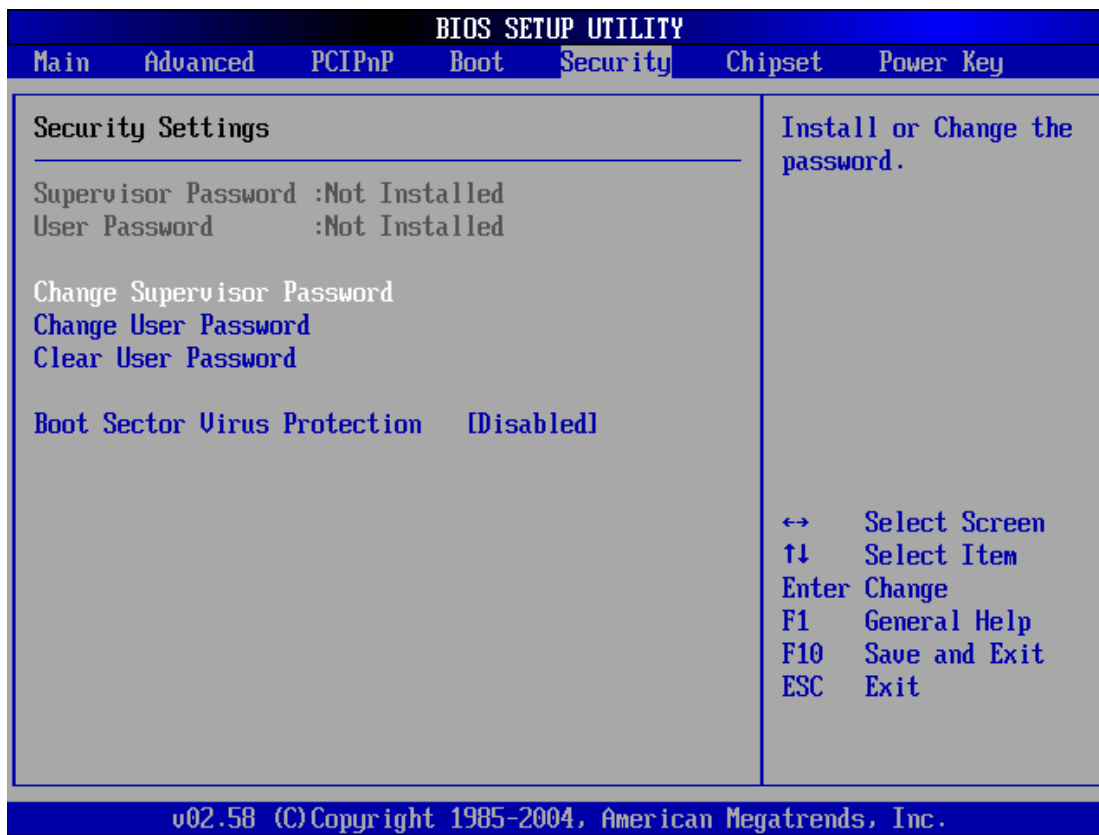 BIOS SETUP UTILITY
Main Advanced PCIPnP Boot Security Chipset Power Key
Security Settings
Supervisor Password :Not Installed
User Password :Not Installed
Change Supervisor Password
Change User Password
Clear User Password
Boot Sector Virus Protection [Disabled]
Install or Change the
password.
←→ Select Screen
↑↓ Select Item
Enter Change
F1 General Help
F10 Save and Exit
ESC Exit
v02.58 (C)Copyright 1985-2004, American Megatrends, Inc.